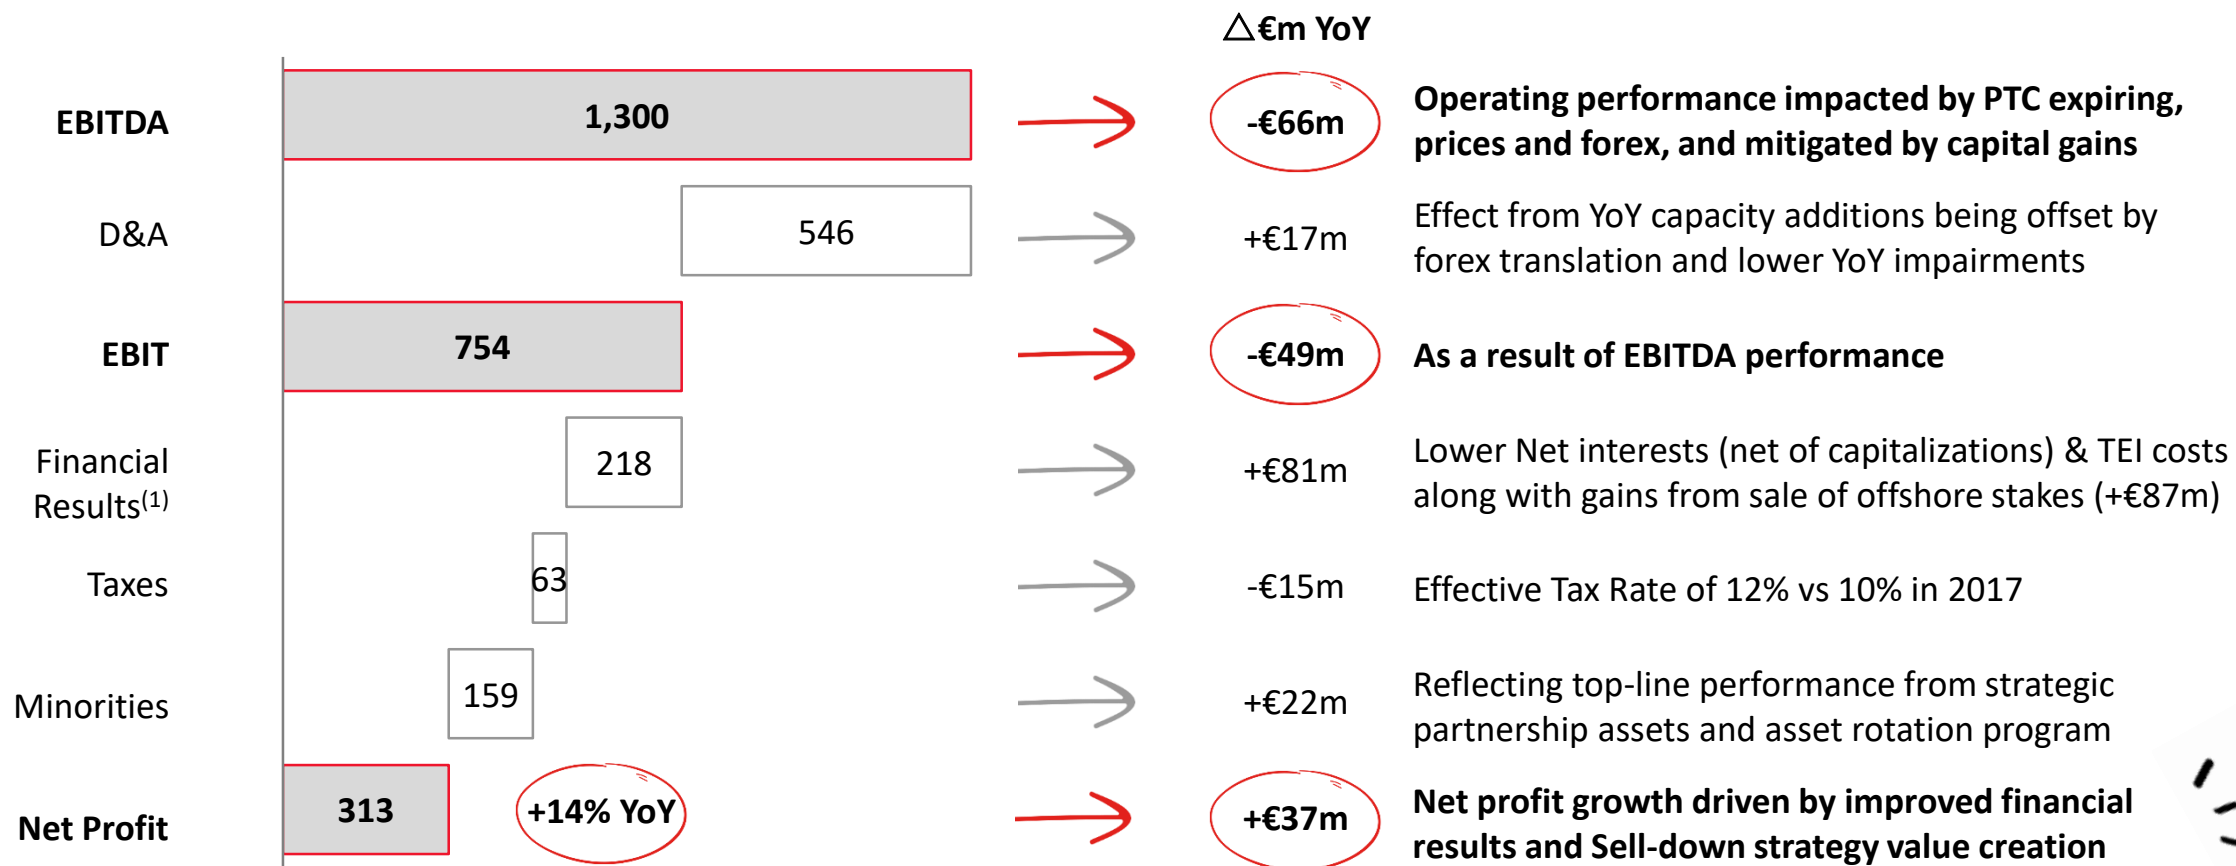 △€m YoY
EBITDA
1,300
-€66m
Operating performance impacted by PTC expiring,
prices and forex, and mitigated by capital gains
D&A
546
+€17m
Effect from YoY capacity additions being offset by
forex translation and lower YoY impairments
EBIT
754
-€49m
As a result of EBITDA performance
Financial
Results(1)
218
+€81m
Lower Net interests (net of capitalizations) & TEI costs
along with gains from sale of offshore stakes (+€87m)
Taxes
63
-€15m
Effective Tax Rate of 12% vs 10% in 2017
Minorities
159
+€22m
Reflecting top-line performance from strategic
partnership assets and asset rotation program
Net Profit
313
+14% YoY
+€37m
Net profit growth driven by improved financial
results and Sell-down strategy value creation